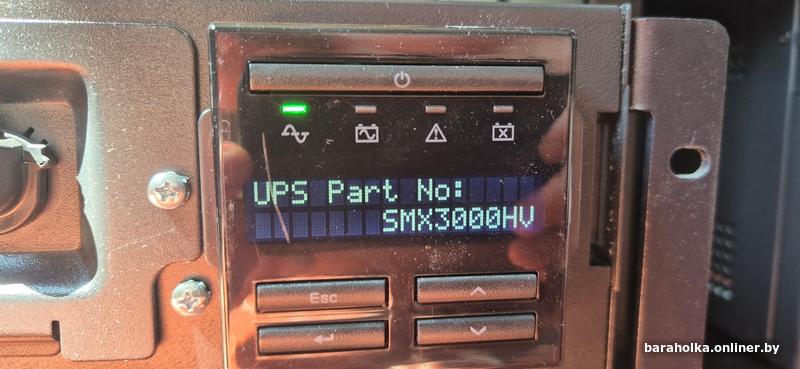 UPS Part No:
SMX3000HV
Esc
baraholka.onliner.by